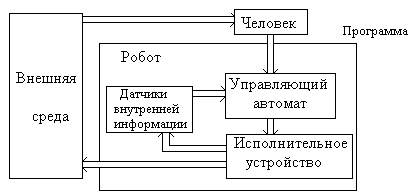 Человек
Программа
Робот
Внешняя
среда
Датчики
внутренней
информации
Управляющий
автомат
Исполнительное
устройство